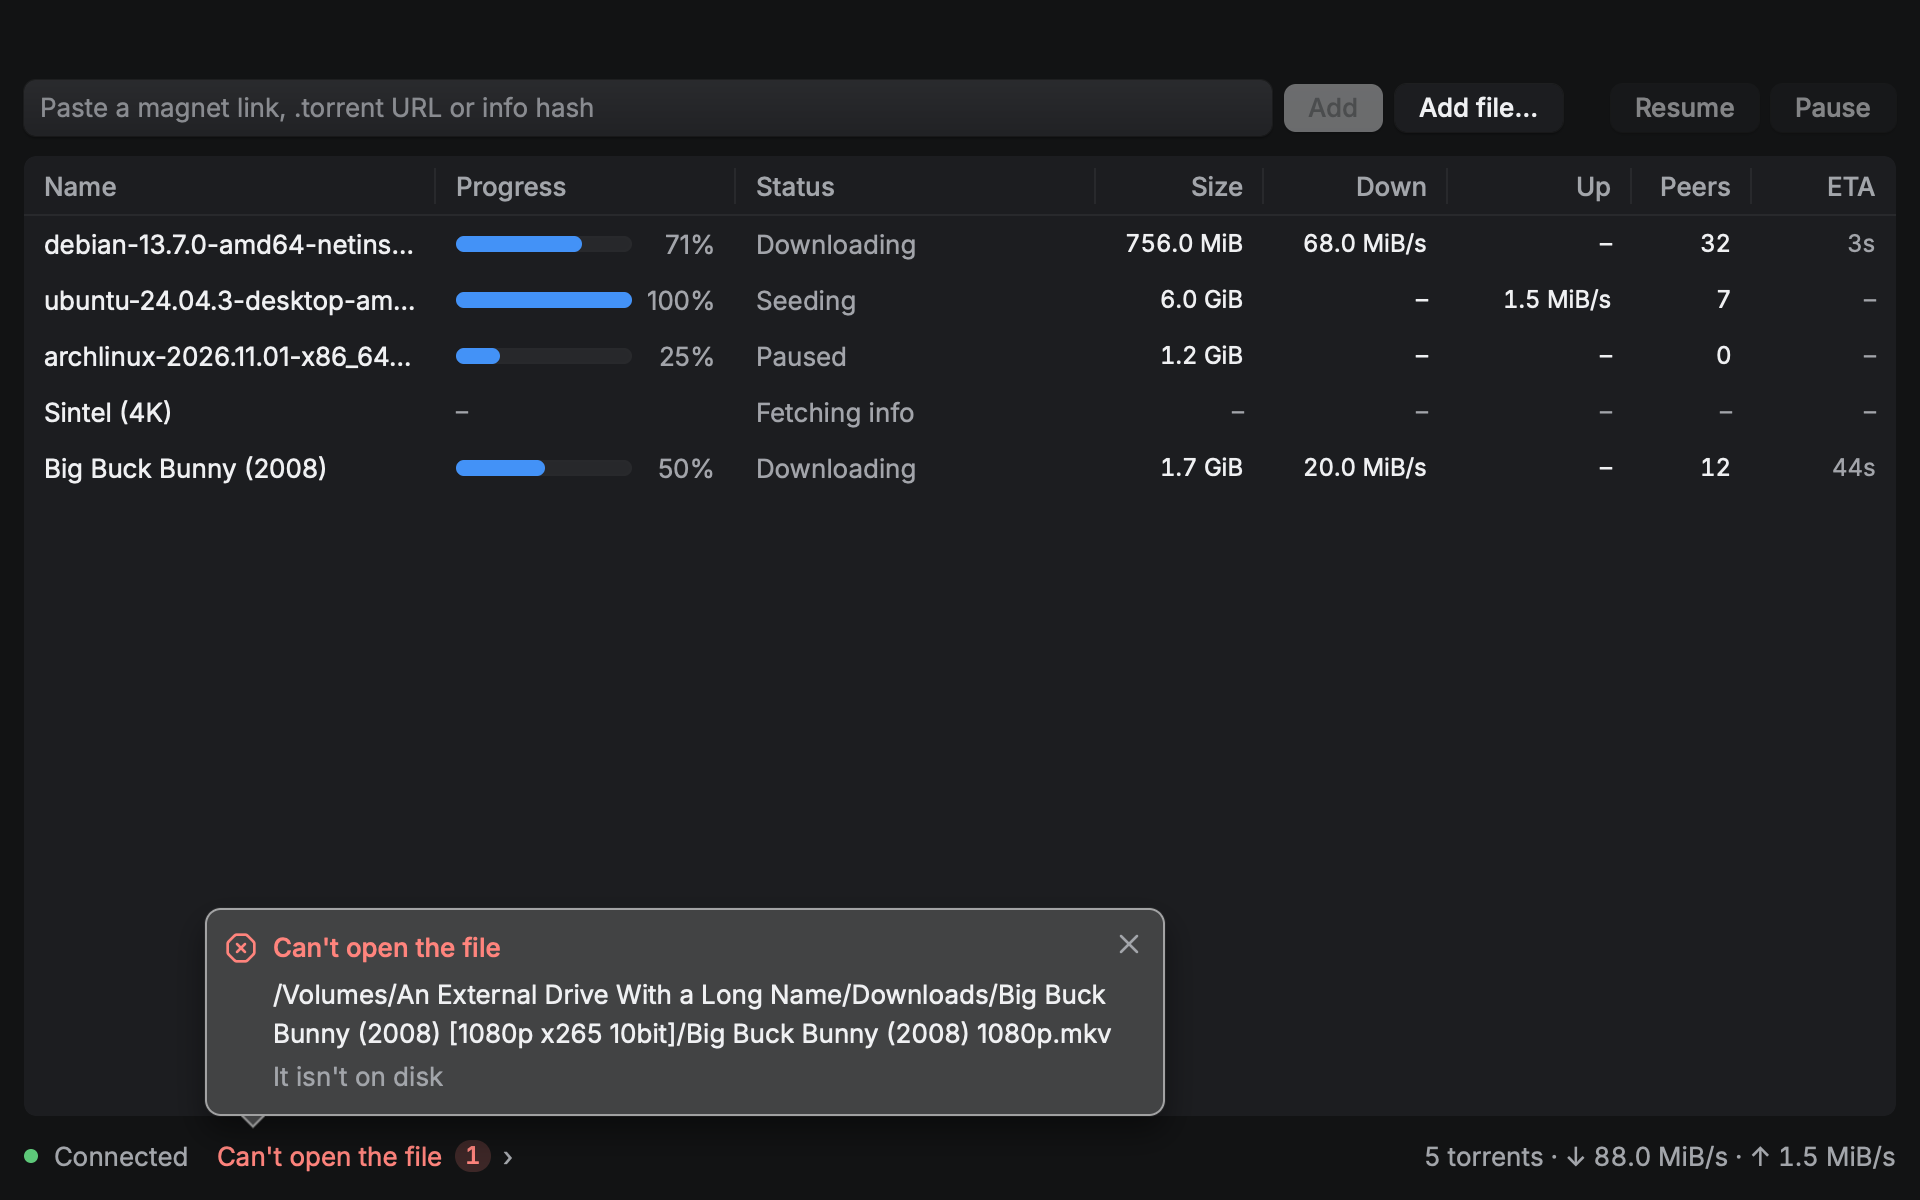 Paste a magnet link, .torrent URL or info hash Add Add file... Resume Pause
Name Progress Status Size Down Up Peers ETA
debian-13.7.0-amd64-netins... 71% Downloading 756.0 MiB 68.0 MiB/s – 32 3s
ubuntu-24.04.3-desktop-am... 100% Seeding 6.0 GiB – 1.5 MiB/s 7 –
archlinux-2026.11.01-x86_64... 25% Paused 1.2 GiB – – 0 –
Sintel (4K) – Fetching info – – – – –
Big Buck Bunny (2008) 50% Downloading 1.7 GiB 20.0 MiB/s – 12 44s
Can't open the file
/Volumes/An External Drive With a Long Name/Downloads/Big Buck
Bunny (2008) [1080p x265 10bit]/Big Buck Bunny (2008) 1080p.mkv
It isn't on disk
Connected Can't open the file 1 › 5 torrents · ↓ 88.0 MiB/s · ↑ 1.5 MiB/s